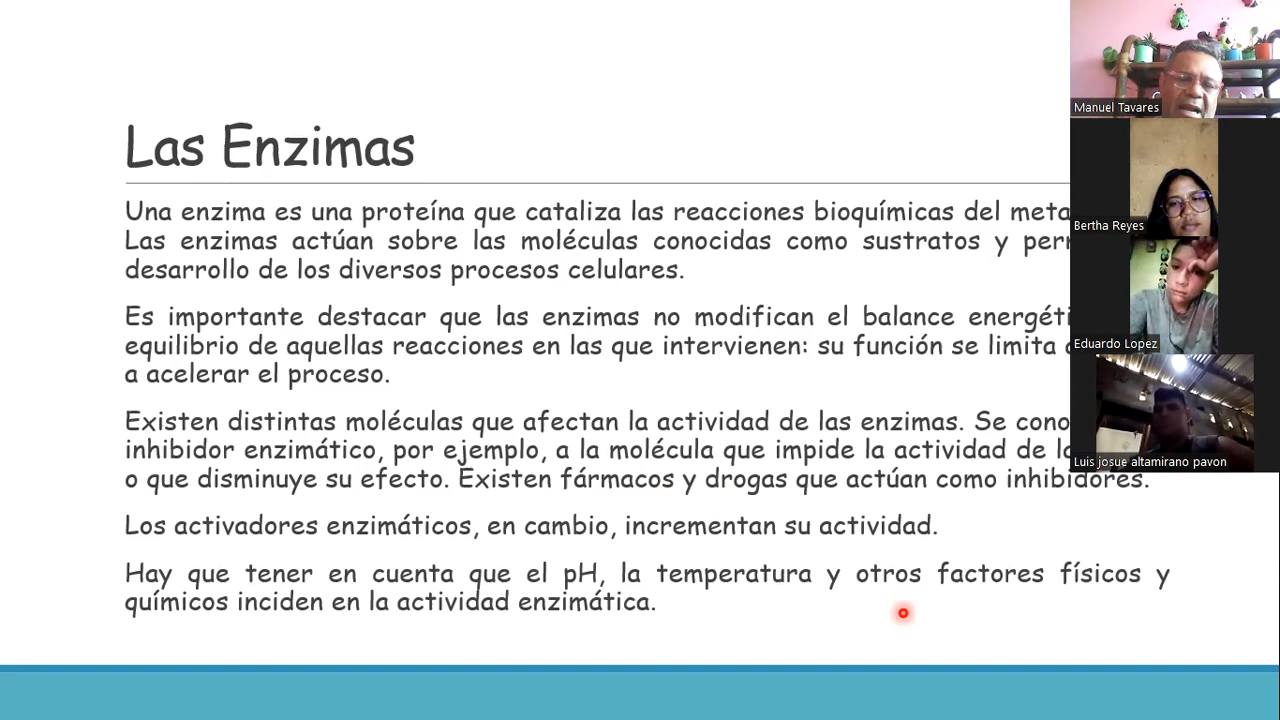 Las Enzimas
Una enzima es una proteína que cataliza las reacciones bioquímicas del
Las enzimas actúan sobre las moléculas conocidas como sustratos y
desarrollo de los diversos procesos celulares.
Es importante destacar que las enzimas no modifican el balance
equilibrio de aquellas reacciones en las que intervienen: su función se limita
a acelerar el proceso.
Existen distintas moléculas que afectan la actividad de las enzimas. Se
inhibidor enzimático, por ejemplo, a la molécula que impide la actividad de
o que disminuye su efecto. Existen fármacos y drogas que actúan como inhibidores.
Los activadores enzimáticos, en cambio, incrementan su actividad.
Hay que tener en cuenta que el pH, la temperatura y otros factores físicos y
químicos inciden en la actividad enzimática.
Manuel Tavares
Bertha Reyes
Eduardo Lopez
Luis josue altamirano pavon